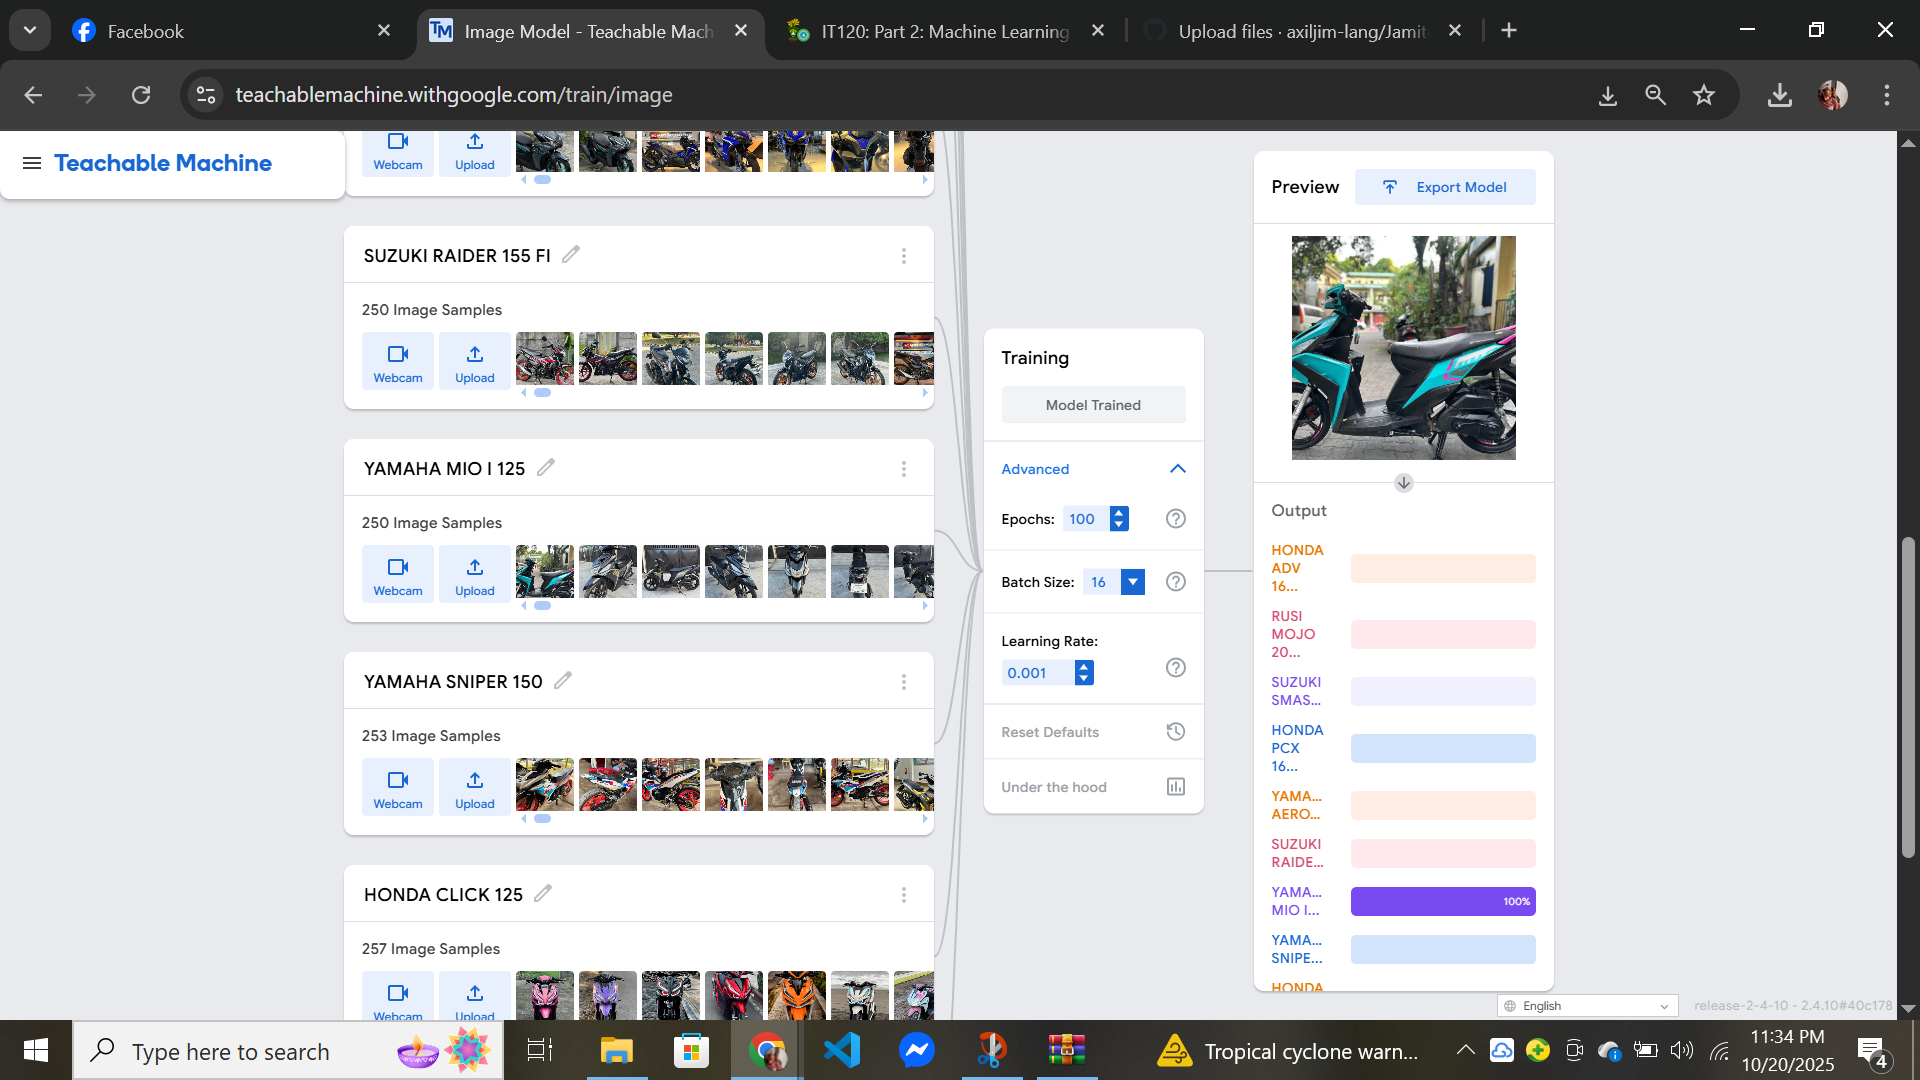 Facebook
Image Model - Teachable Mach
IT120: Part 2: Machine Learning
Upload files · axiljim-lang/Jamit
teachablemachine.withgoogle.com/train/image
Teachable Machine
Webcam
Upload
SUZUKI RAIDER 155 FI
250 Image Samples
Webcam
Upload
YAMAHA MIO I 125
250 Image Samples
Webcam
Upload
YAMAHA SNIPER 150
253 Image Samples
Webcam
Upload
HONDA CLICK 125
257 Image Samples
Webcam
Upload
Training
Model Trained
Advanced
Epochs: 100
Batch Size: 16
Learning Rate:
0.001
Reset Defaults
Under the hood
Preview
Export Model
Output
HONDA
ADV
16...
RUSI
MOJO
20...
SUZUKI
SMAS...
HONDA
PCX
16...
YAMA...
AERO...
SUZUKI
RAIDE...
YAMA...
MIO I...
100%
YAMA...
SNIPE...
HONDA
English
release-2-4-10 - 2.4.10#40c178
Type here to search
Tropical cyclone warn...
11:34 PM
10/20/2025
4